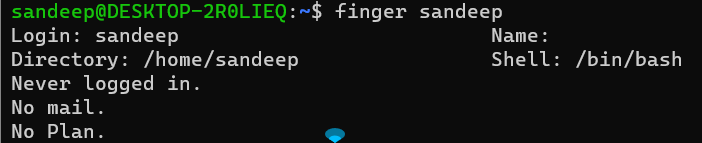 sandeep@DESKTOP-2R0LIEQ:~$ finger sandeep
Login: sandeep                          Name:
Directory: /home/sandeep                Shell: /bin/bash
Never logged in.
No mail.
No Plan.